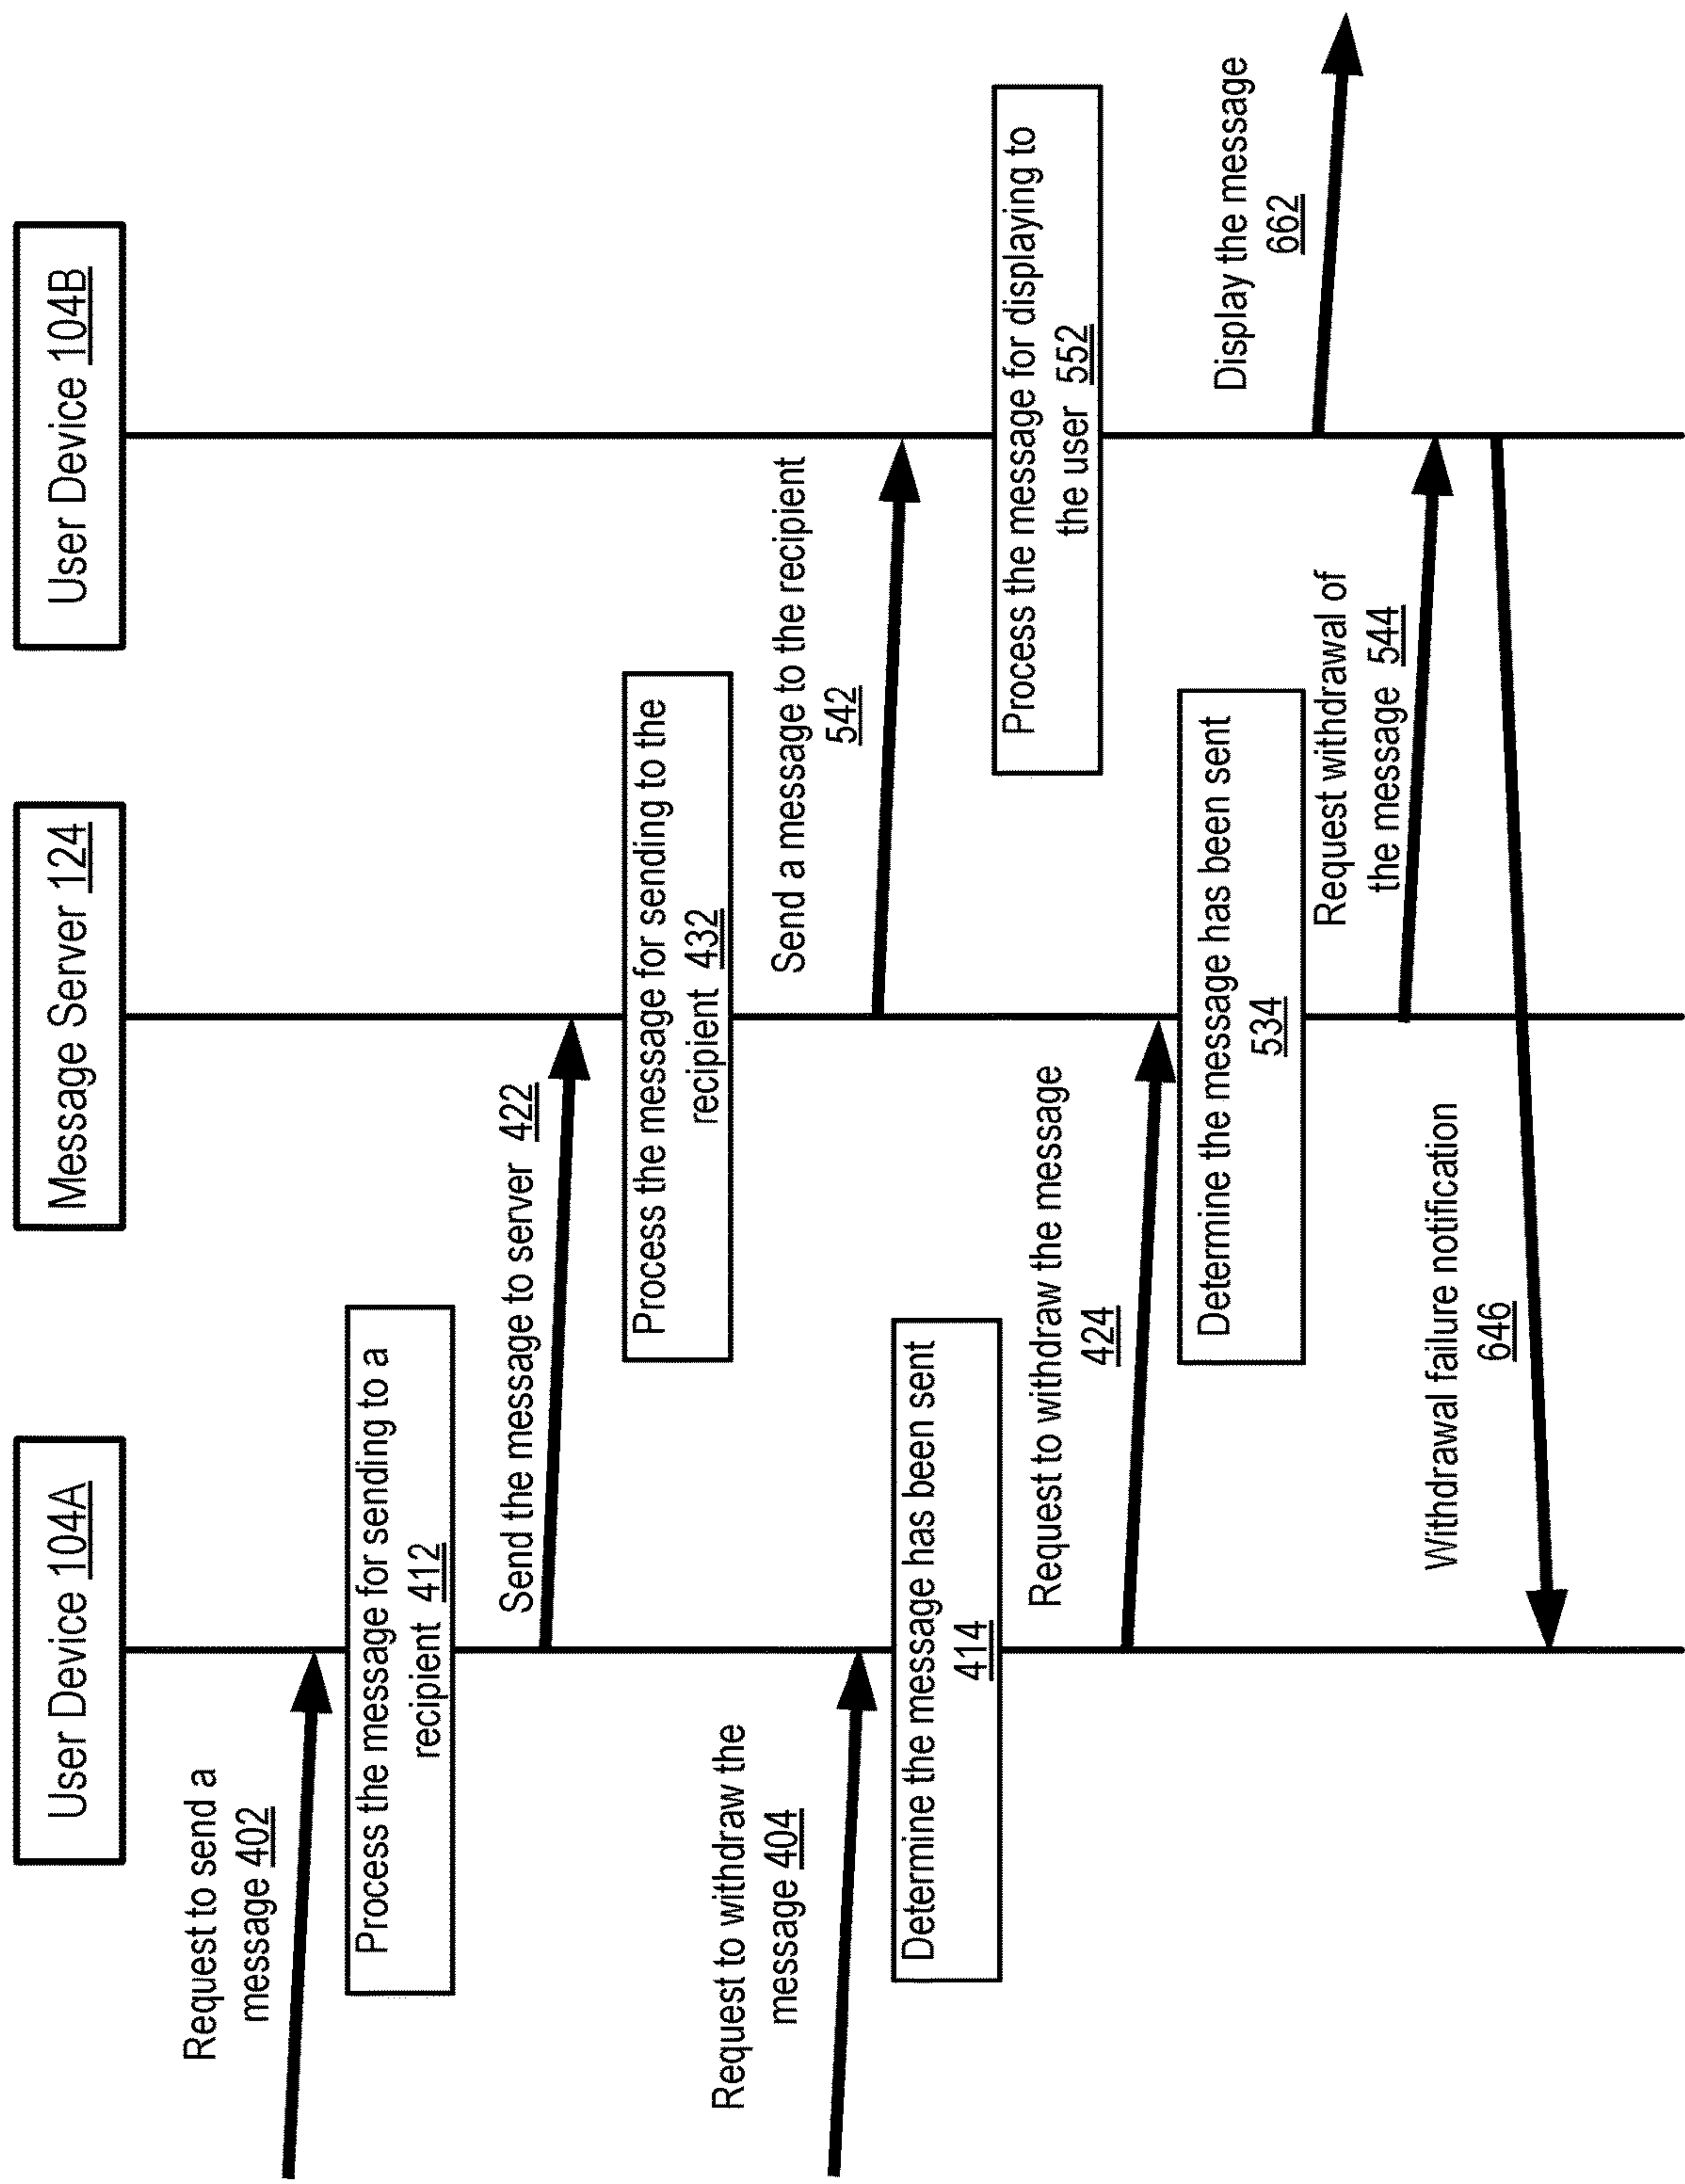 User Device 104A
Message Server 124
User Device 104B
Request to send a
message 402
Process the message for sending to a
recipient 412
Send the message to server 422
Process the message for sending to the
recipient 432
Request to withdraw the
message 404
Send a message to the recipient
542
Determine the message has been sent
414
Process the message for displaying to
the user 552
Request to withdraw the message
424
Determine the message has been sent
534
Display the message
662
Request withdrawal of
the message 544
Withdrawal failure notification
646